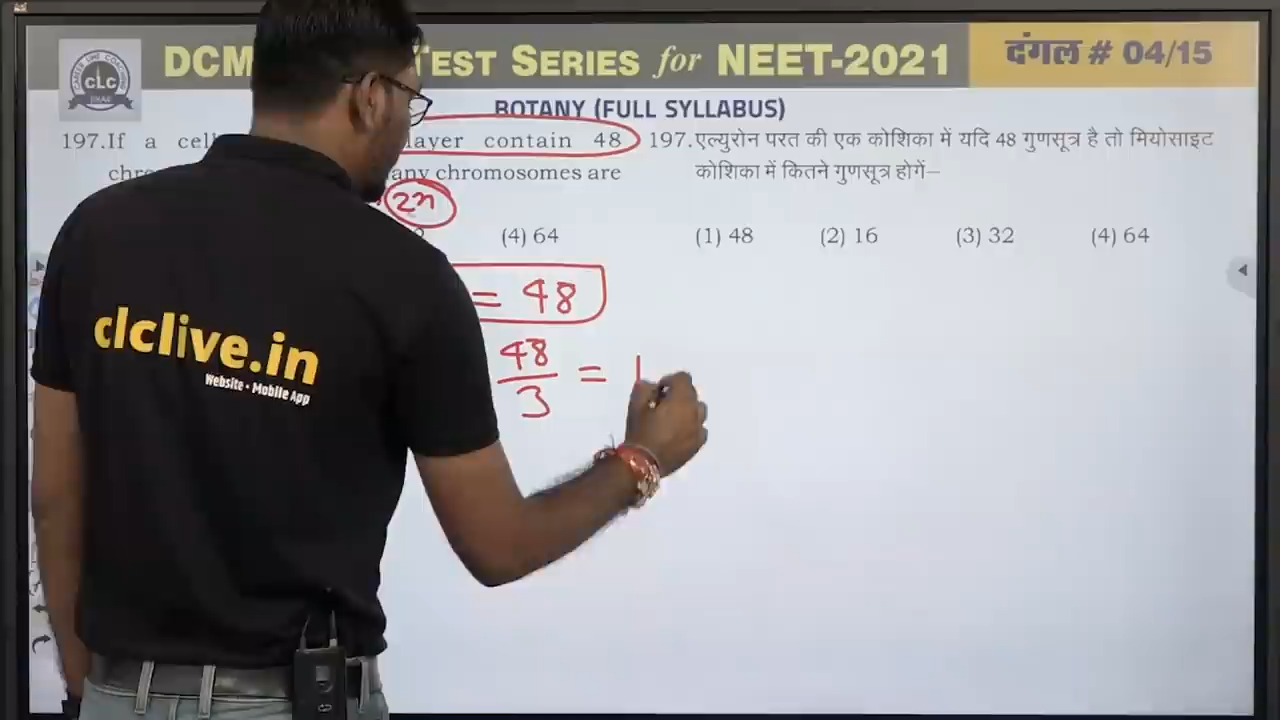 DCM TEST SERIES for NEET-2021
दंगल # 04/15
CLC
BOTANY (FULL SYLLABUS)
197. If a cell layer contain 48
any chromosomes are
2n
(4) 64
= 48
48/3 = 1
197. एल्युरोन परत की एक कोशिका में यदि 48 गुणसूत्र है तो मियोसाइट
कोशिका में कितने गुणसूत्र होगें–
(1) 48 (2) 16 (3) 32 (4) 64
clclive.in
Website • Mobile App